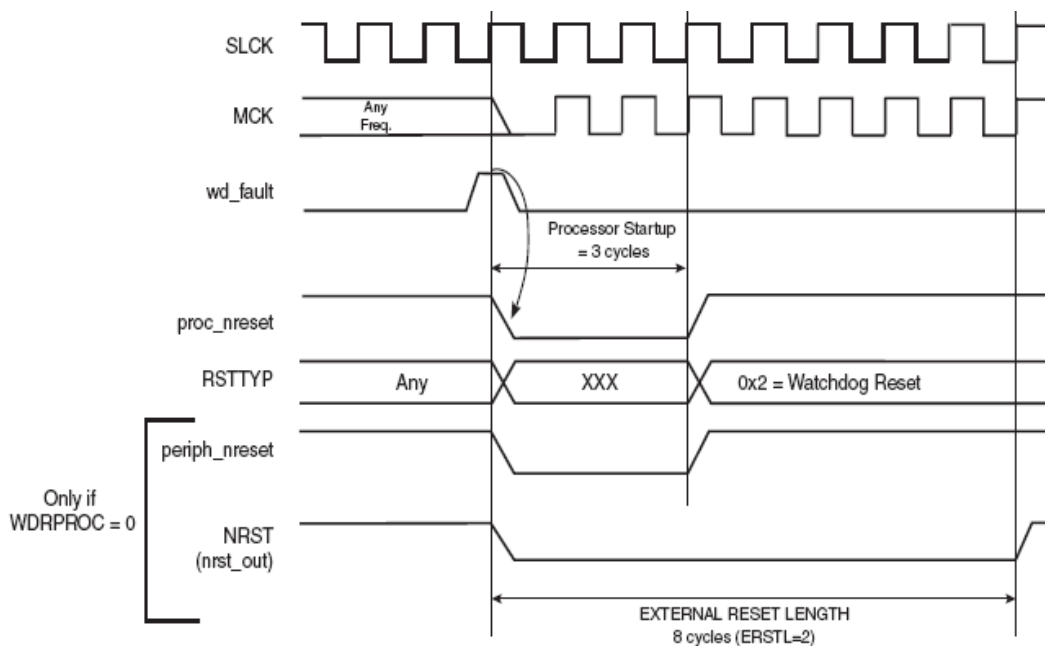 SLCK
MCK
Any
Freq.
wd_fault
Processor Startup
= 3 cycles
proc_nreset
RSTTYP
Any
XXX
0x2 = Watchdog Reset
periph_nreset
Only if
WDRPROC = 0
NRST
(nrst_out)
EXTERNAL RESET LENGTH
8 cycles (ERSTL=2)